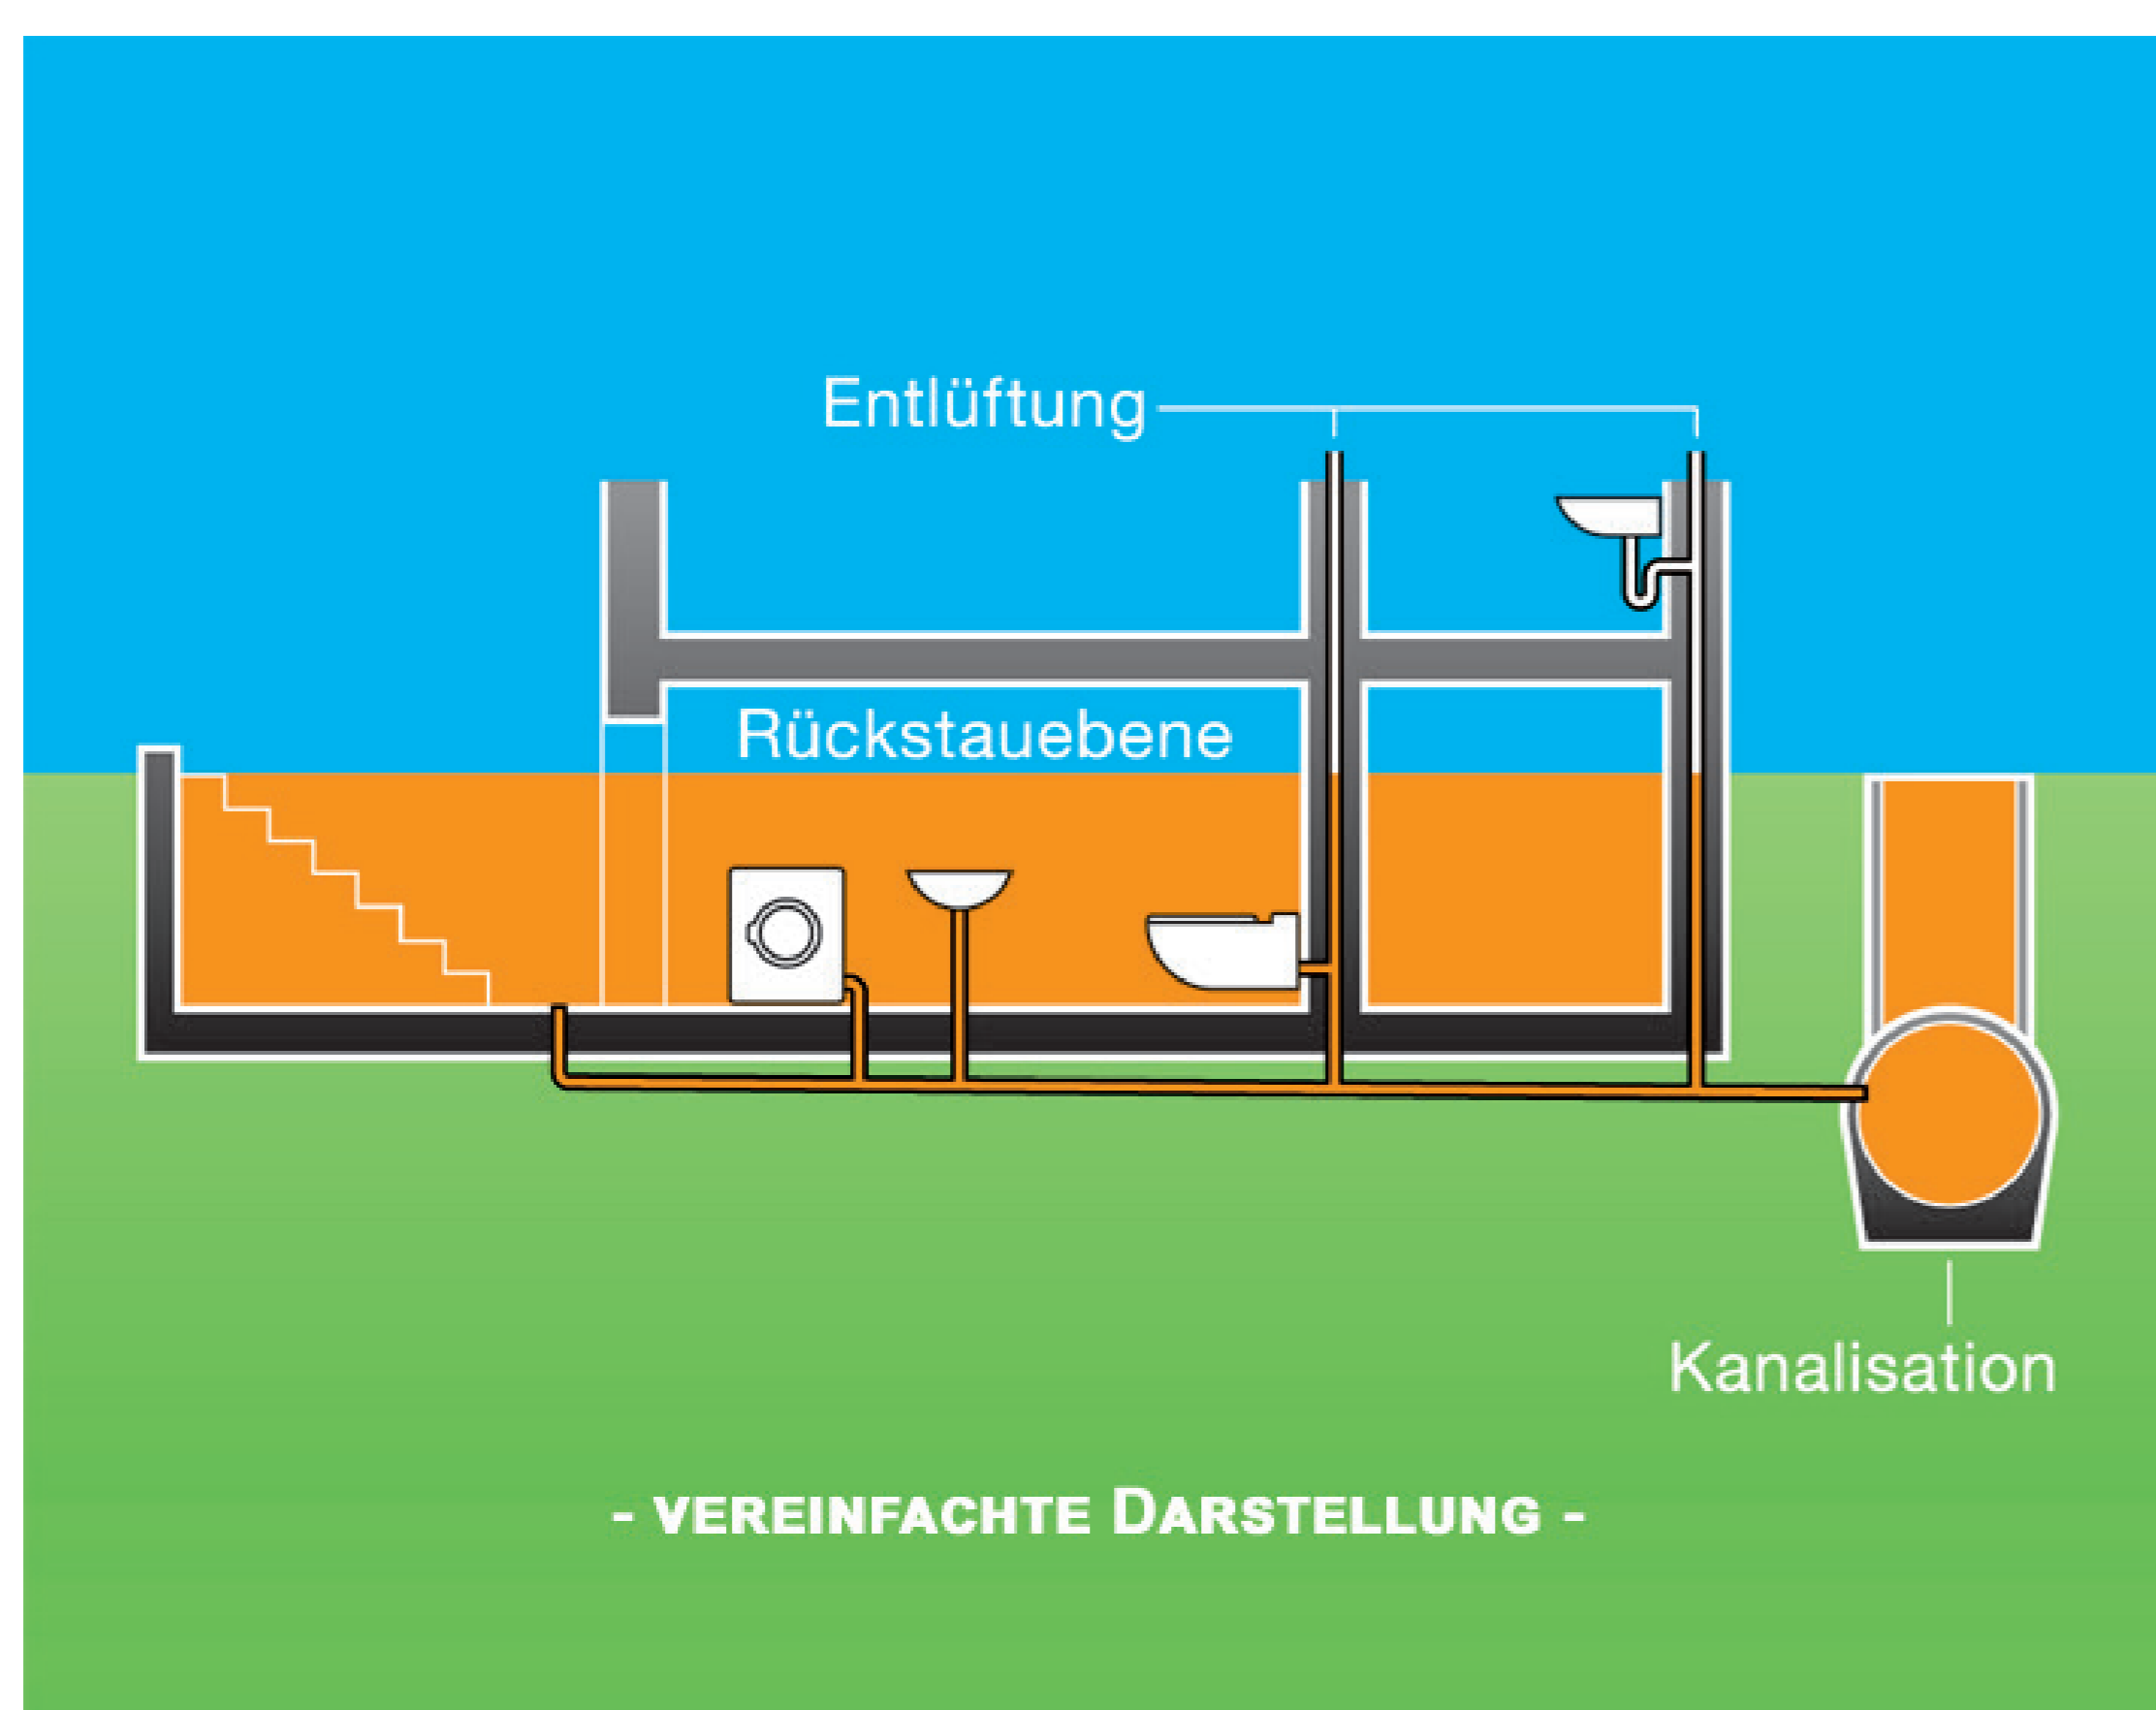 Entlüftung
Rückstauebene
Kanalisation
- VEREINFACHTE DARSTELLUNG -